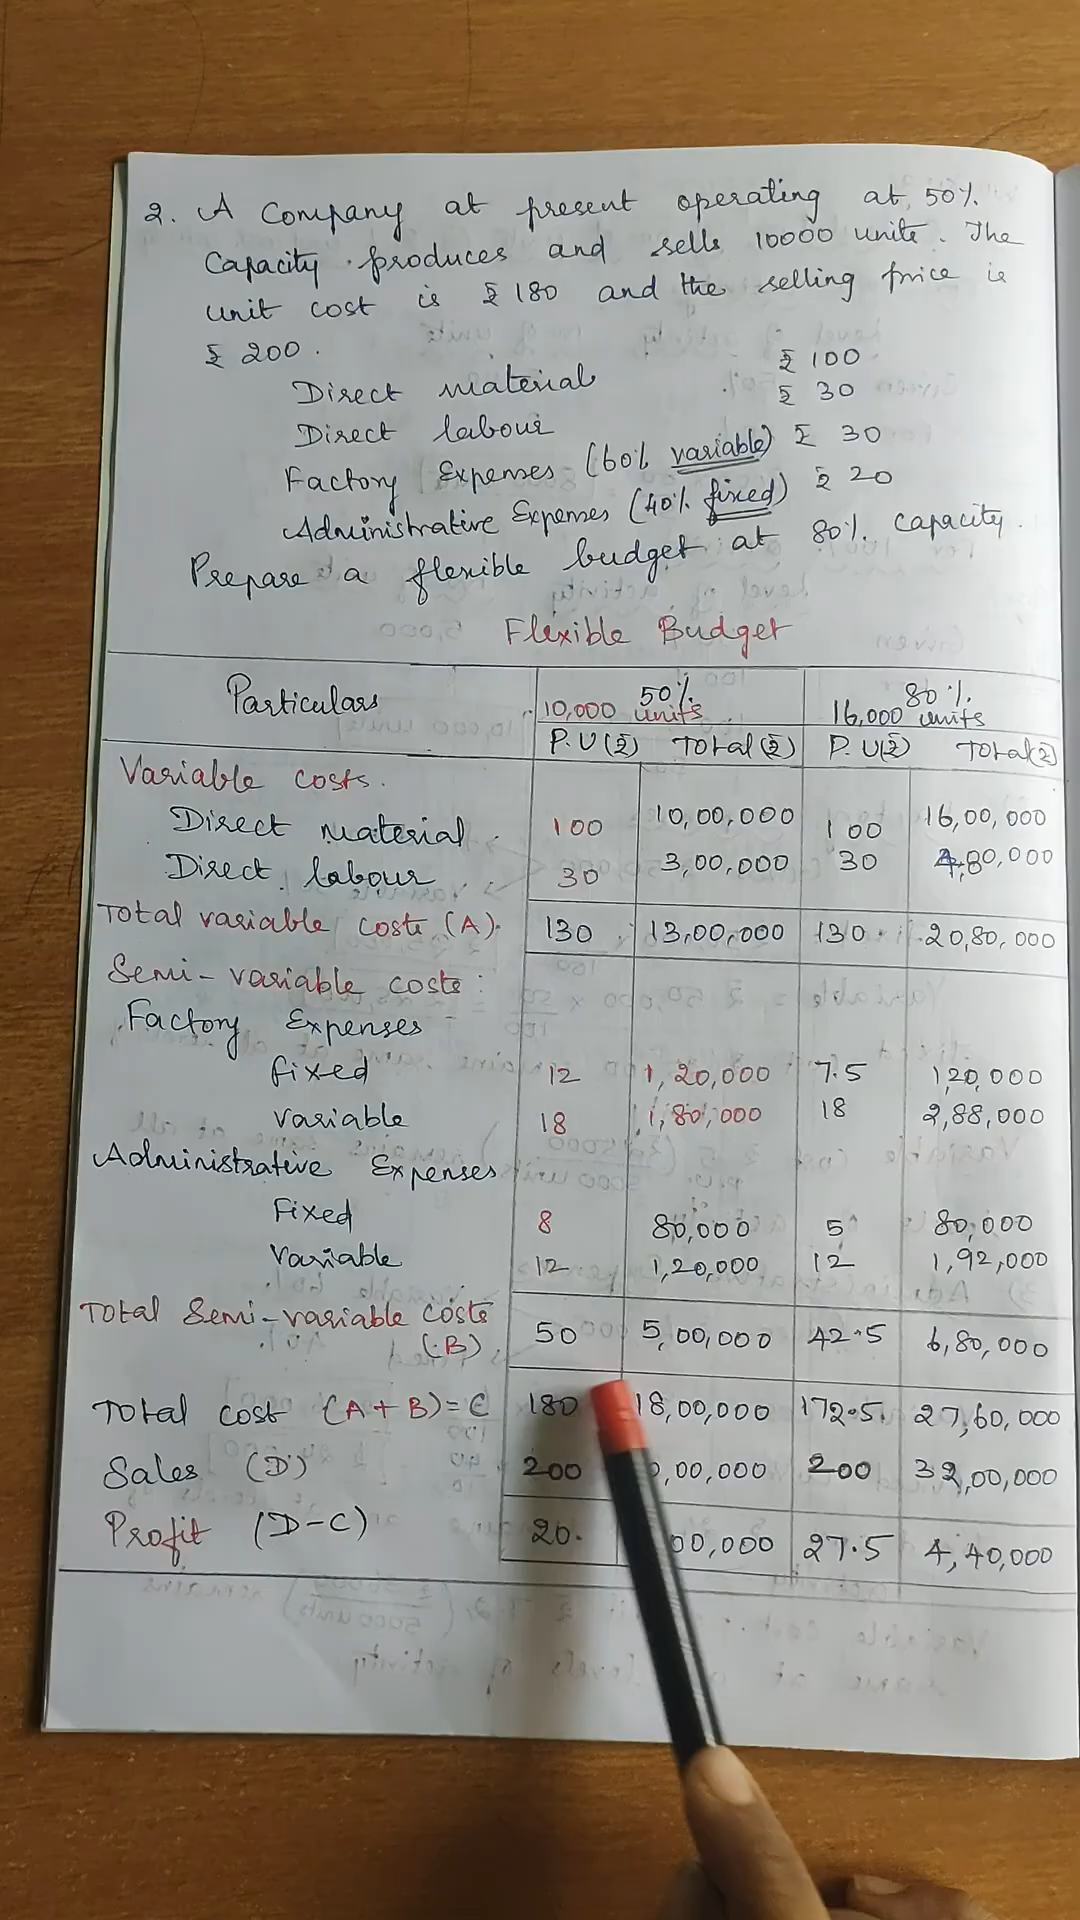 2. A Company at present operating at 50%
Capacity produces and sells 10000 units. The
unit cost is ₹ 180 and the selling price is
₹ 200.
Direct material ₹ 100
Direct labour ₹ 30
Factory Expenses (60% variable) ₹ 30
Administrative Expenses (40% fixed) ₹ 20
Prepare a flexible budget at 80% capacity.
Flexible Budget
Particulars 50% 80%
10,000 units 16,000 units
P.U(₹) Total(₹) P.U(₹) Total(₹)
Variable costs.
Direct material 100 10,00,000 100 16,00,000
Direct labour 30 3,00,000 30 4,80,000
Total variable costs (A). 130 13,00,000 130 20,80,000
Semi-variable costs:
Factory Expenses
fixed 12 1,20,000 7.5 1,20,000
variable 18 1,80,000 18 2,88,000
Administrative Expenses
Fixed 8 80,000 5 80,000
Variable 12 1,20,000 12 1,92,000
Total Semi-variable costs
(B) 50 5,00,000 42.5 6,80,000
Total cost (A+B)=C 180 18,00,000 172.5 27,60,000
Sales (D) 200 0,00,000 200 32,00,000
Profit (D-C) 20. 00,000 27.5 4,40,000